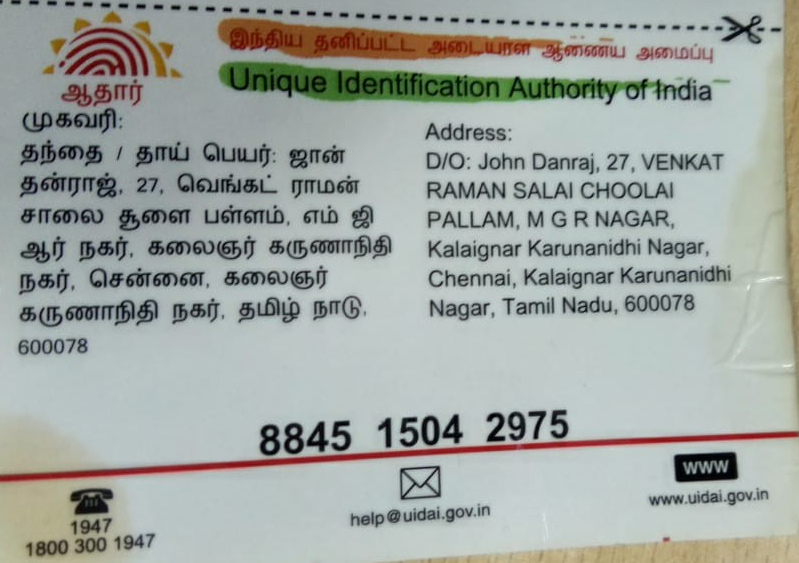 இந்திய தனிப்பட்ட அடையாள ஆணைய அமைப்பு
Unique Identification Authority of India
ஆதார்
முகவரி:
தந்தை / தாய் பெயர்: ஜான்
தன்ராஜ், 27, வெங்கட் ராமன்
சாலை சூளை பள்ளம், எம் ஜி
ஆர் நகர், கலைஞர் கருணாநிதி
நகர், சென்னை, கலைஞர்
கருணாநிதி நகர், தமிழ் நாடு,
600078
Address:
D/O: John Danraj, 27, VENKAT
RAMAN SALAI CHOOLAI
PALLAM, M G R NAGAR,
Kalaignar Karunanidhi Nagar,
Chennai, Kalaignar Karunanidhi
Nagar, Tamil Nadu, 600078
8845 1504 2975
1947
1800 300 1947
help@uidai.gov.in
www
www.uidai.gov.in